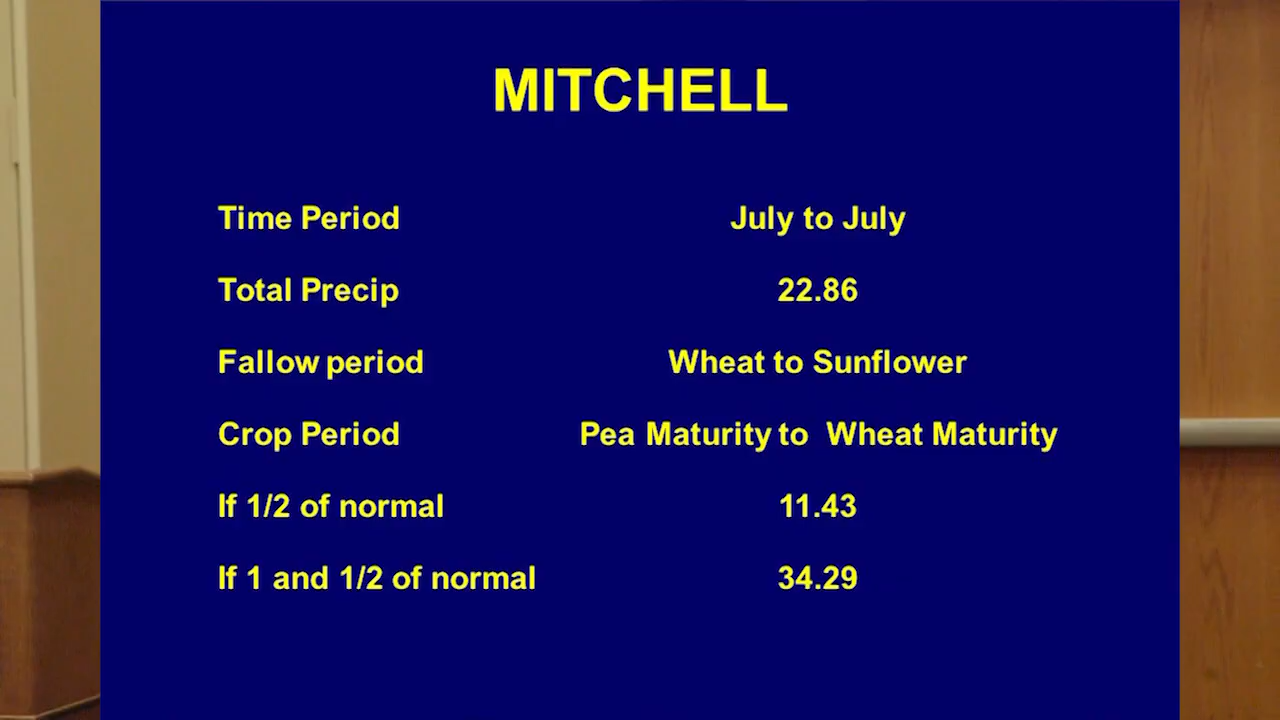 MITCHELL
Time Period July to July
Total Precip 22.86
Fallow period Wheat to Sunflower
Crop Period Pea Maturity to Wheat Maturity
If 1/2 of normal 11.43
If 1 and 1/2 of normal 34.29